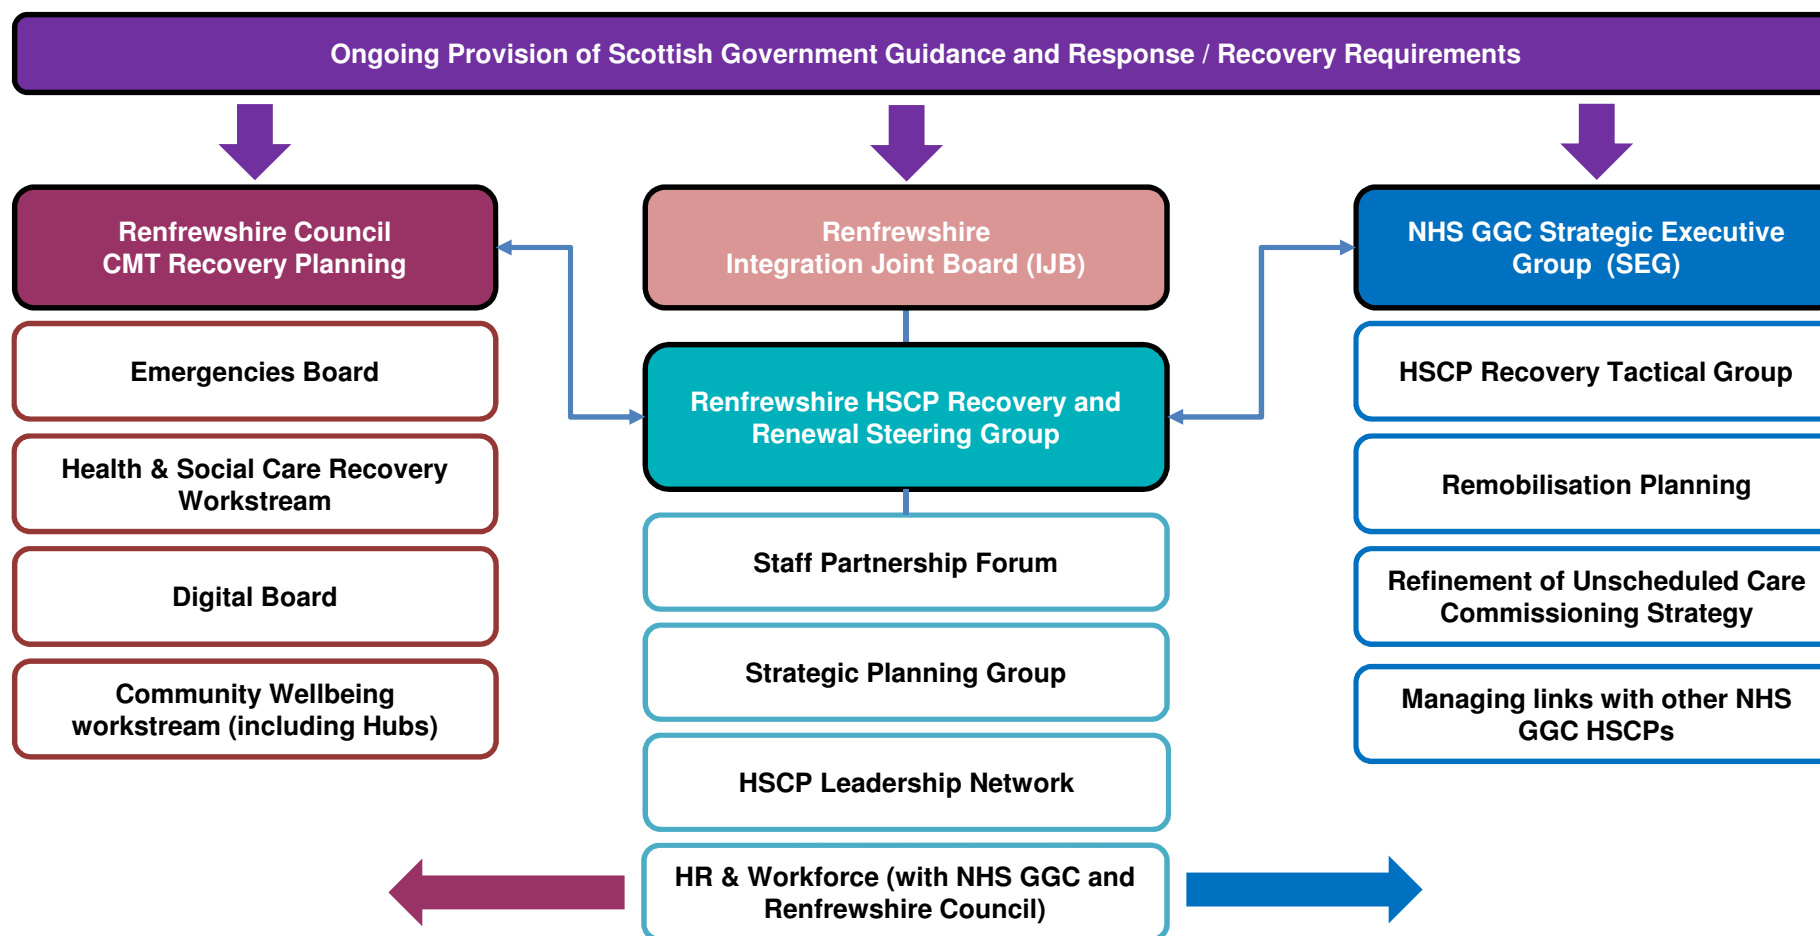 Ongoing Provision of Scottish Government Guidance and Response / Recovery Requirements
Renfrewshire Council
CMT Recovery Planning
Emergencies Board
Health & Social Care Recovery
Workstream
Digital Board
Community Wellbeing
workstream (including Hubs)
Renfrewshire
Integration Joint Board (IJB)
Renfrewshire HSCP Recovery and
Renewal Steering Group
Staff Partnership Forum
Strategic Planning Group
HSCP Leadership Network
HR & Workforce (with NHS GGC and
Renfrewshire Council)
NHS GGC Strategic Executive
Group (SEG)
HSCP Recovery Tactical Group
Remobilisation Planning
Refinement of Unscheduled Care
Commissioning Strategy
Managing links with other NHS
GGC HSCPs